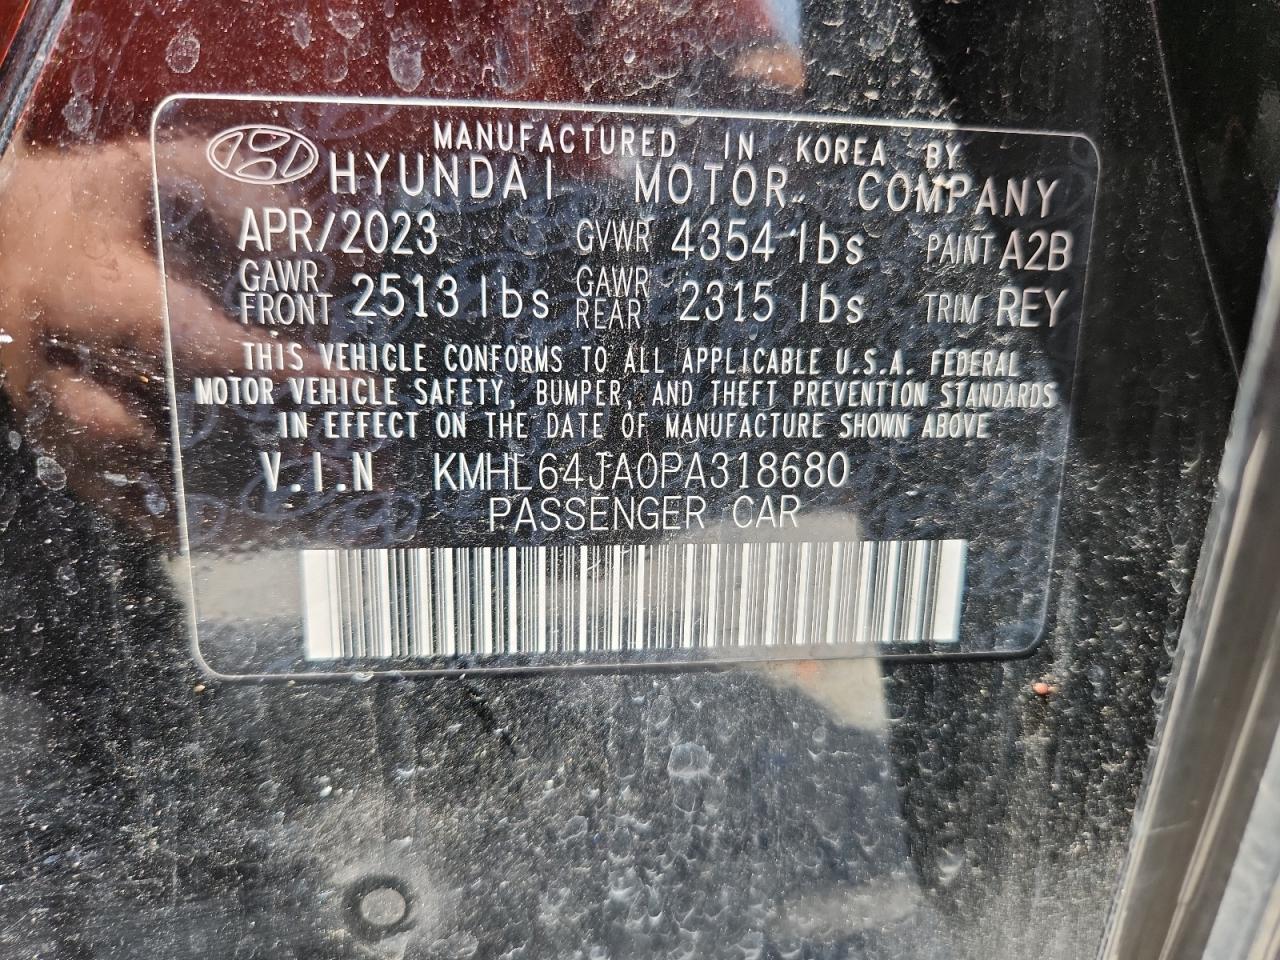 MANUFACTURED IN KOREA BY
HYUNDAI MOTOR COMPANY
APR/2023 GVWR 4354 lbs PAINT A2B
GAWR FRONT 2513 lbs GAWR REAR 2315 lbs TRIM REY
THIS VEHICLE CONFORMS TO ALL APPLICABLE U.S.A. FEDERAL
MOTOR VEHICLE SAFETY, BUMPER, AND THEFT PREVENTION STANDARDS
IN EFFECT ON THE DATE OF MANUFACTURE SHOWN ABOVE
V.I.N KMHL64JA0PA318680
PASSENGER CAR